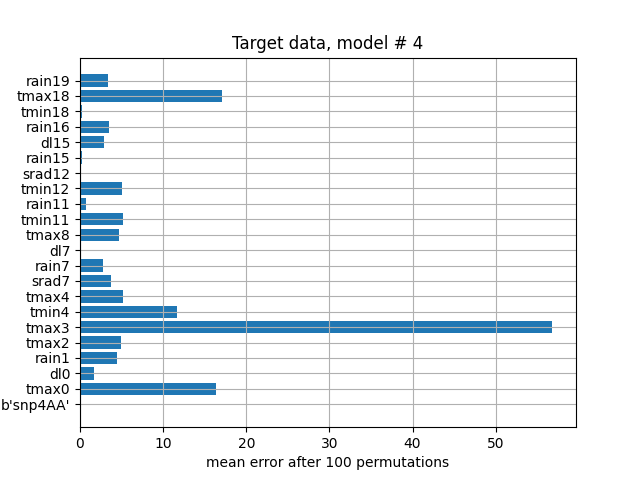 Target data, model # 4
rain19
tmax18
tmin18
rain16
dl15
rain15
srad12
tmin12
rain11
tmin11
tmax8
dl7
rain7
srad7
tmax4
tmin4
tmax3
tmax2
rain1
dl0
tmax0
b'snp4AA'
0 10 20 30 40 50
mean error after 100 permutations